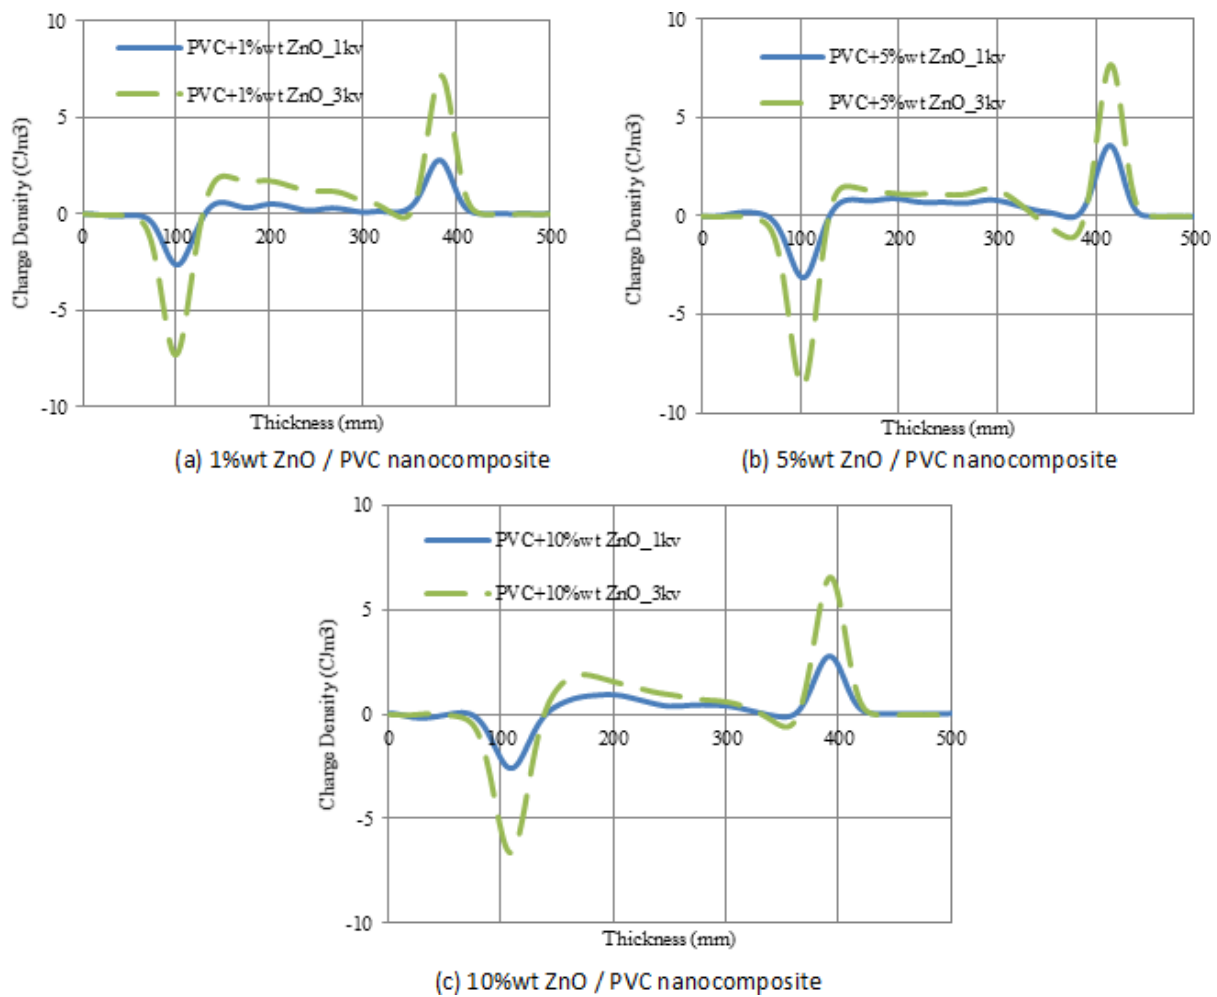 10
PVC+1%wt ZnO_1kv
PVC+1%wt ZnO_3kv
5
0
-5
-10
0 100 200 300 400 500
Charge Density (C/m3)
Thickness (mm)
(a) 1%wt ZnO / PVC nanocomposite
10
PVC+5%wt ZnO_1kv
PVC+5%wt ZnO_3kv
5
0
-5
-10
0 100 200 300 400 500
Charge Density (C/m3)
Thickness (mm)
(b) 5%wt ZnO / PVC nanocomposite
10
PVC+10%wt ZnO_1kv
PVC+10%wt ZnO_3kv
5
0
-5
-10
0 100 200 300 400 500
Charge Density (C/m3)
Thickness (mm)
(c) 10%wt ZnO / PVC nanocomposite